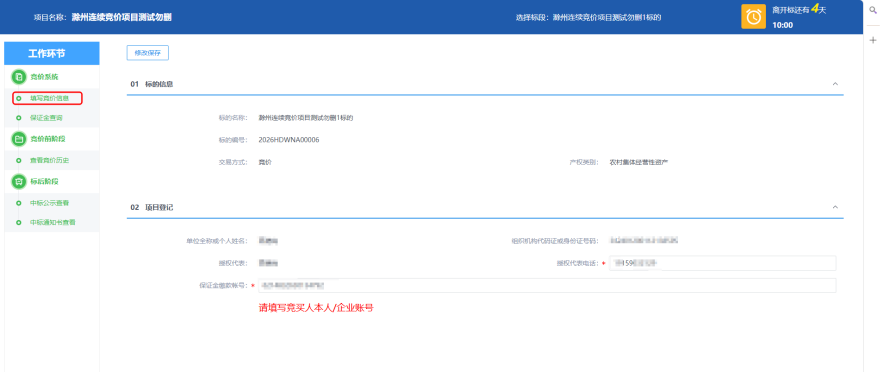 项目名称：滁州连续竞价项目测试勿删
选择标段：滁州连续竞价项目测试勿删1标的
离开标还有4天
10:00
工作环节
竞价系统
填写竞价信息
保证金查询
竞价前阶段
查看竞价历史
标后阶段
中标公示查看
中标通知书查看
修改保存
01 标的信息
标的名称： 滁州连续竞价项目测试勿删1标的
标的编号： 2026HDWNA00006
交易方式： 竞价
产权类别： 农村集体经营性资产
02 项目登记
单位全称或个人姓名：
组织机构代码证或身份证号码：
授权代表：
授权代表电话：*
保证金缴款账号：*
请填写竞买人本人/企业账号